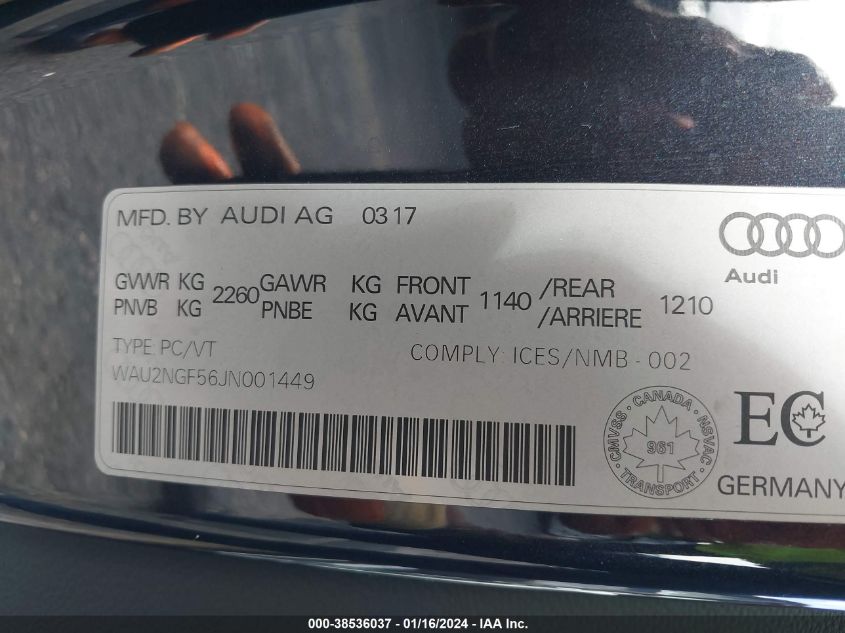 MFD. BY AUDI AG 03 17
Audi
GVWR KG 2260 GAWR KG FRONT 1140 /REAR 1210
PNVB KG PNBE KG AVANT /ARRIERE
TYPE: PC/VT COMPLY: ICES/NMB - 002
WAU2NGF56JN001449
CMVSS - CANADA - NSVAC - TRANSPORT
961
EC
GERMANY
000-38536037 - 01/16/2024 - IAA Inc.